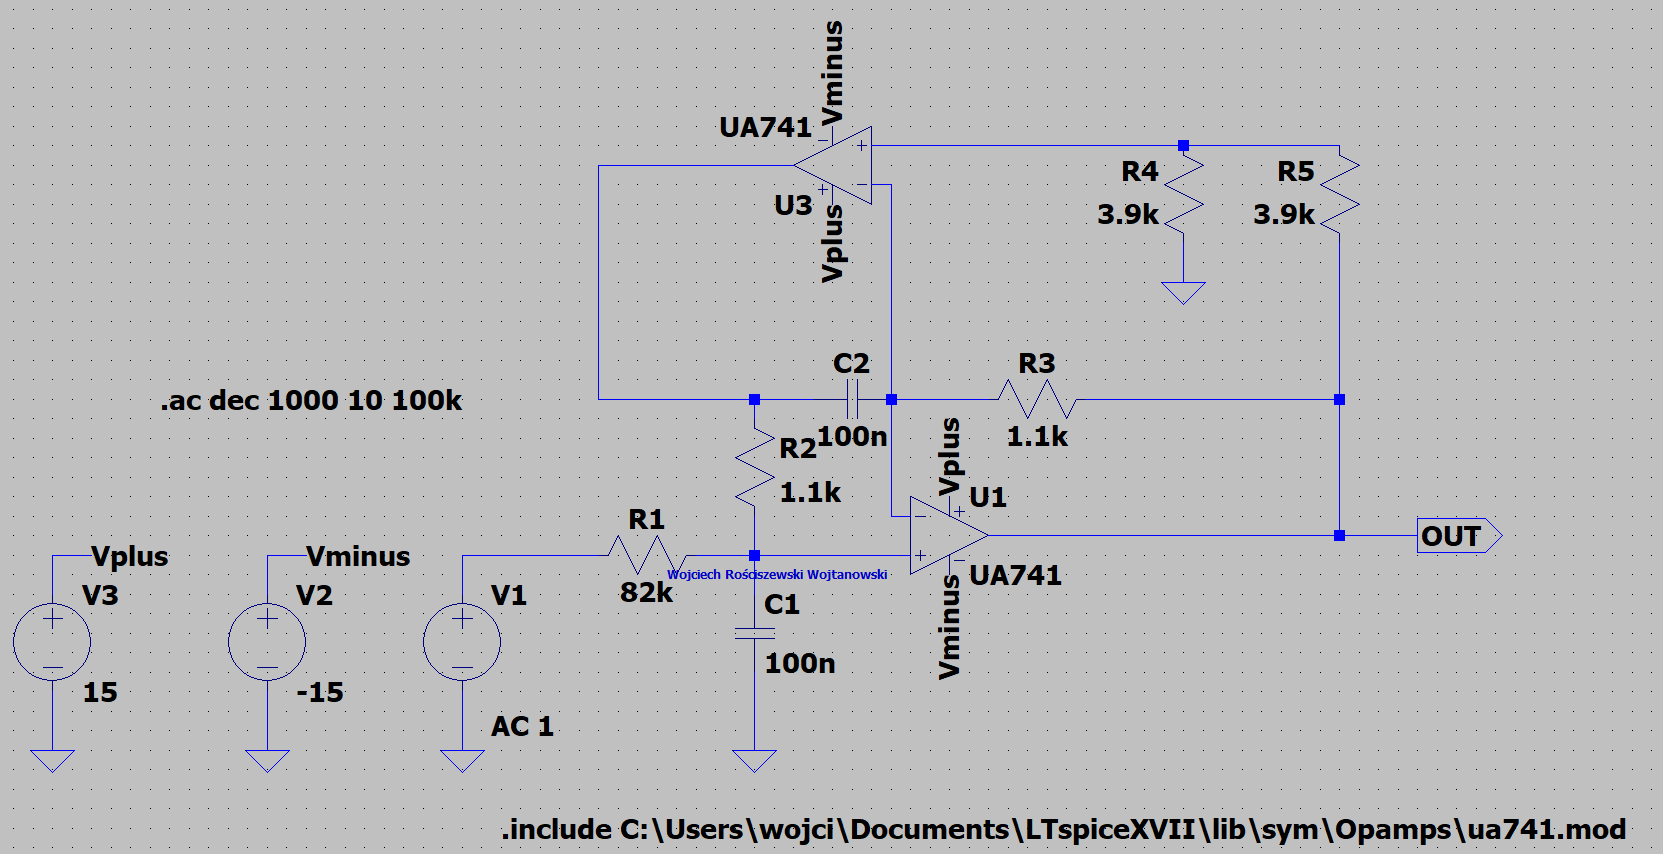 Vminus
UA741
U3
Vplus
R4
3.9k
R5
3.9k
C2
100n
R3
1.1k
.ac dec 1000 10 100k
R2
1.1k
Vplus
U1
UA741
Vminus
OUT
R1
82k
Wojciech Rościszewski Wojtanowski
C1
100n
Vplus
V3
15
Vminus
V2
-15
V1
AC 1
.include C:\Users\wojci\Documents\LTspiceXVII\lib\sym\Opamps\ua741.mod